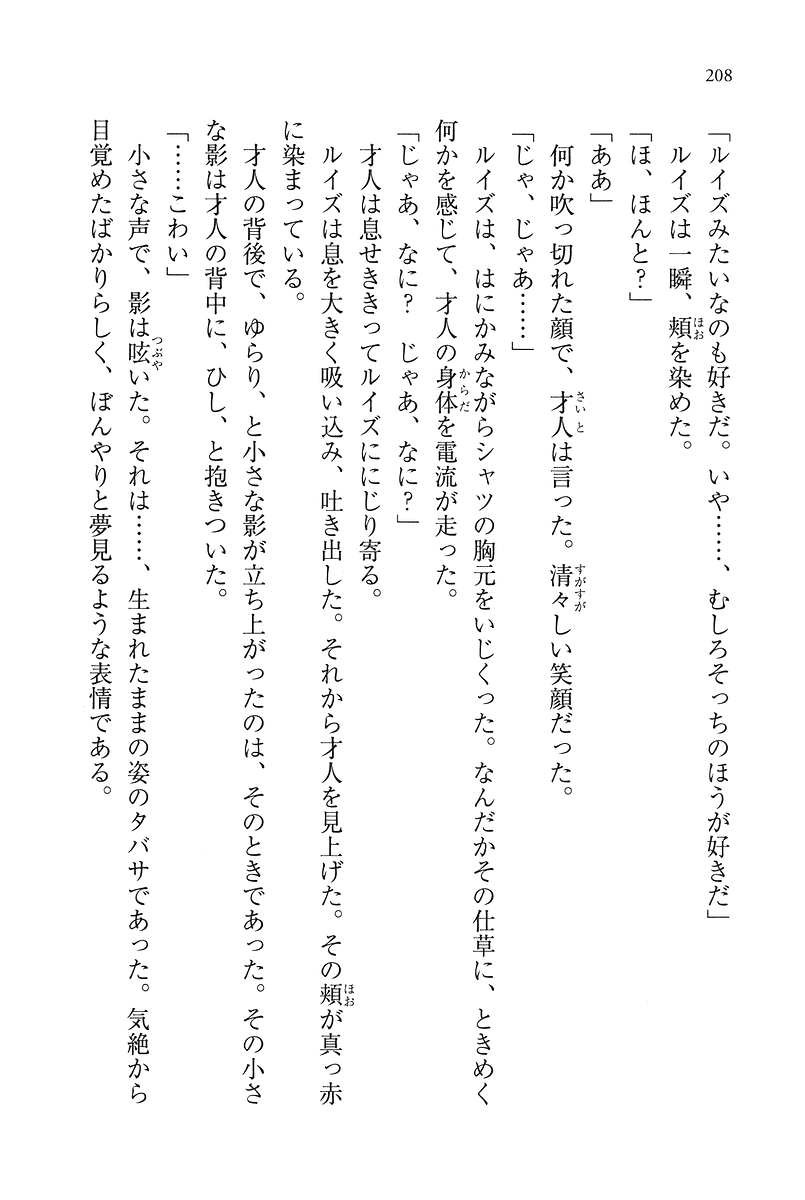 208
「ルイズみたいなのも好きだ。いや……、むしろそっちのほうが好きだ」
ルイズは一瞬、頬を染めた。
「ほ、ほんと？」
「ああ」
何か吹っ切れた顔で、才人は言った。清々しい笑顔だった。
「じゃ、じゃあ……」
ルイズは、はにかみながらシャツの胸元をいじくった。なんだかその仕草に、ときめく
何かを感じて、才人の身体を電流が走った。
「じゃあ、なに？　じゃあ、なに？」
才人は息せききってルイズににじり寄る。
ルイズは息を大きく吸い込み、吐き出した。それから才人を見上げた。その頬が真っ赤
に染まっている。
才人の背後で、ゆらり、と小さな影が立ち上がったのは、そのときであった。その小さ
な影は才人の背中に、ひし、と抱きついた。
「……こわい」
小さな声で、影は呟いた。それは……、生まれたままの姿のタバサであった。気絶から
目覚めたばかりらしく、ぼんやりと夢見るような表情である。